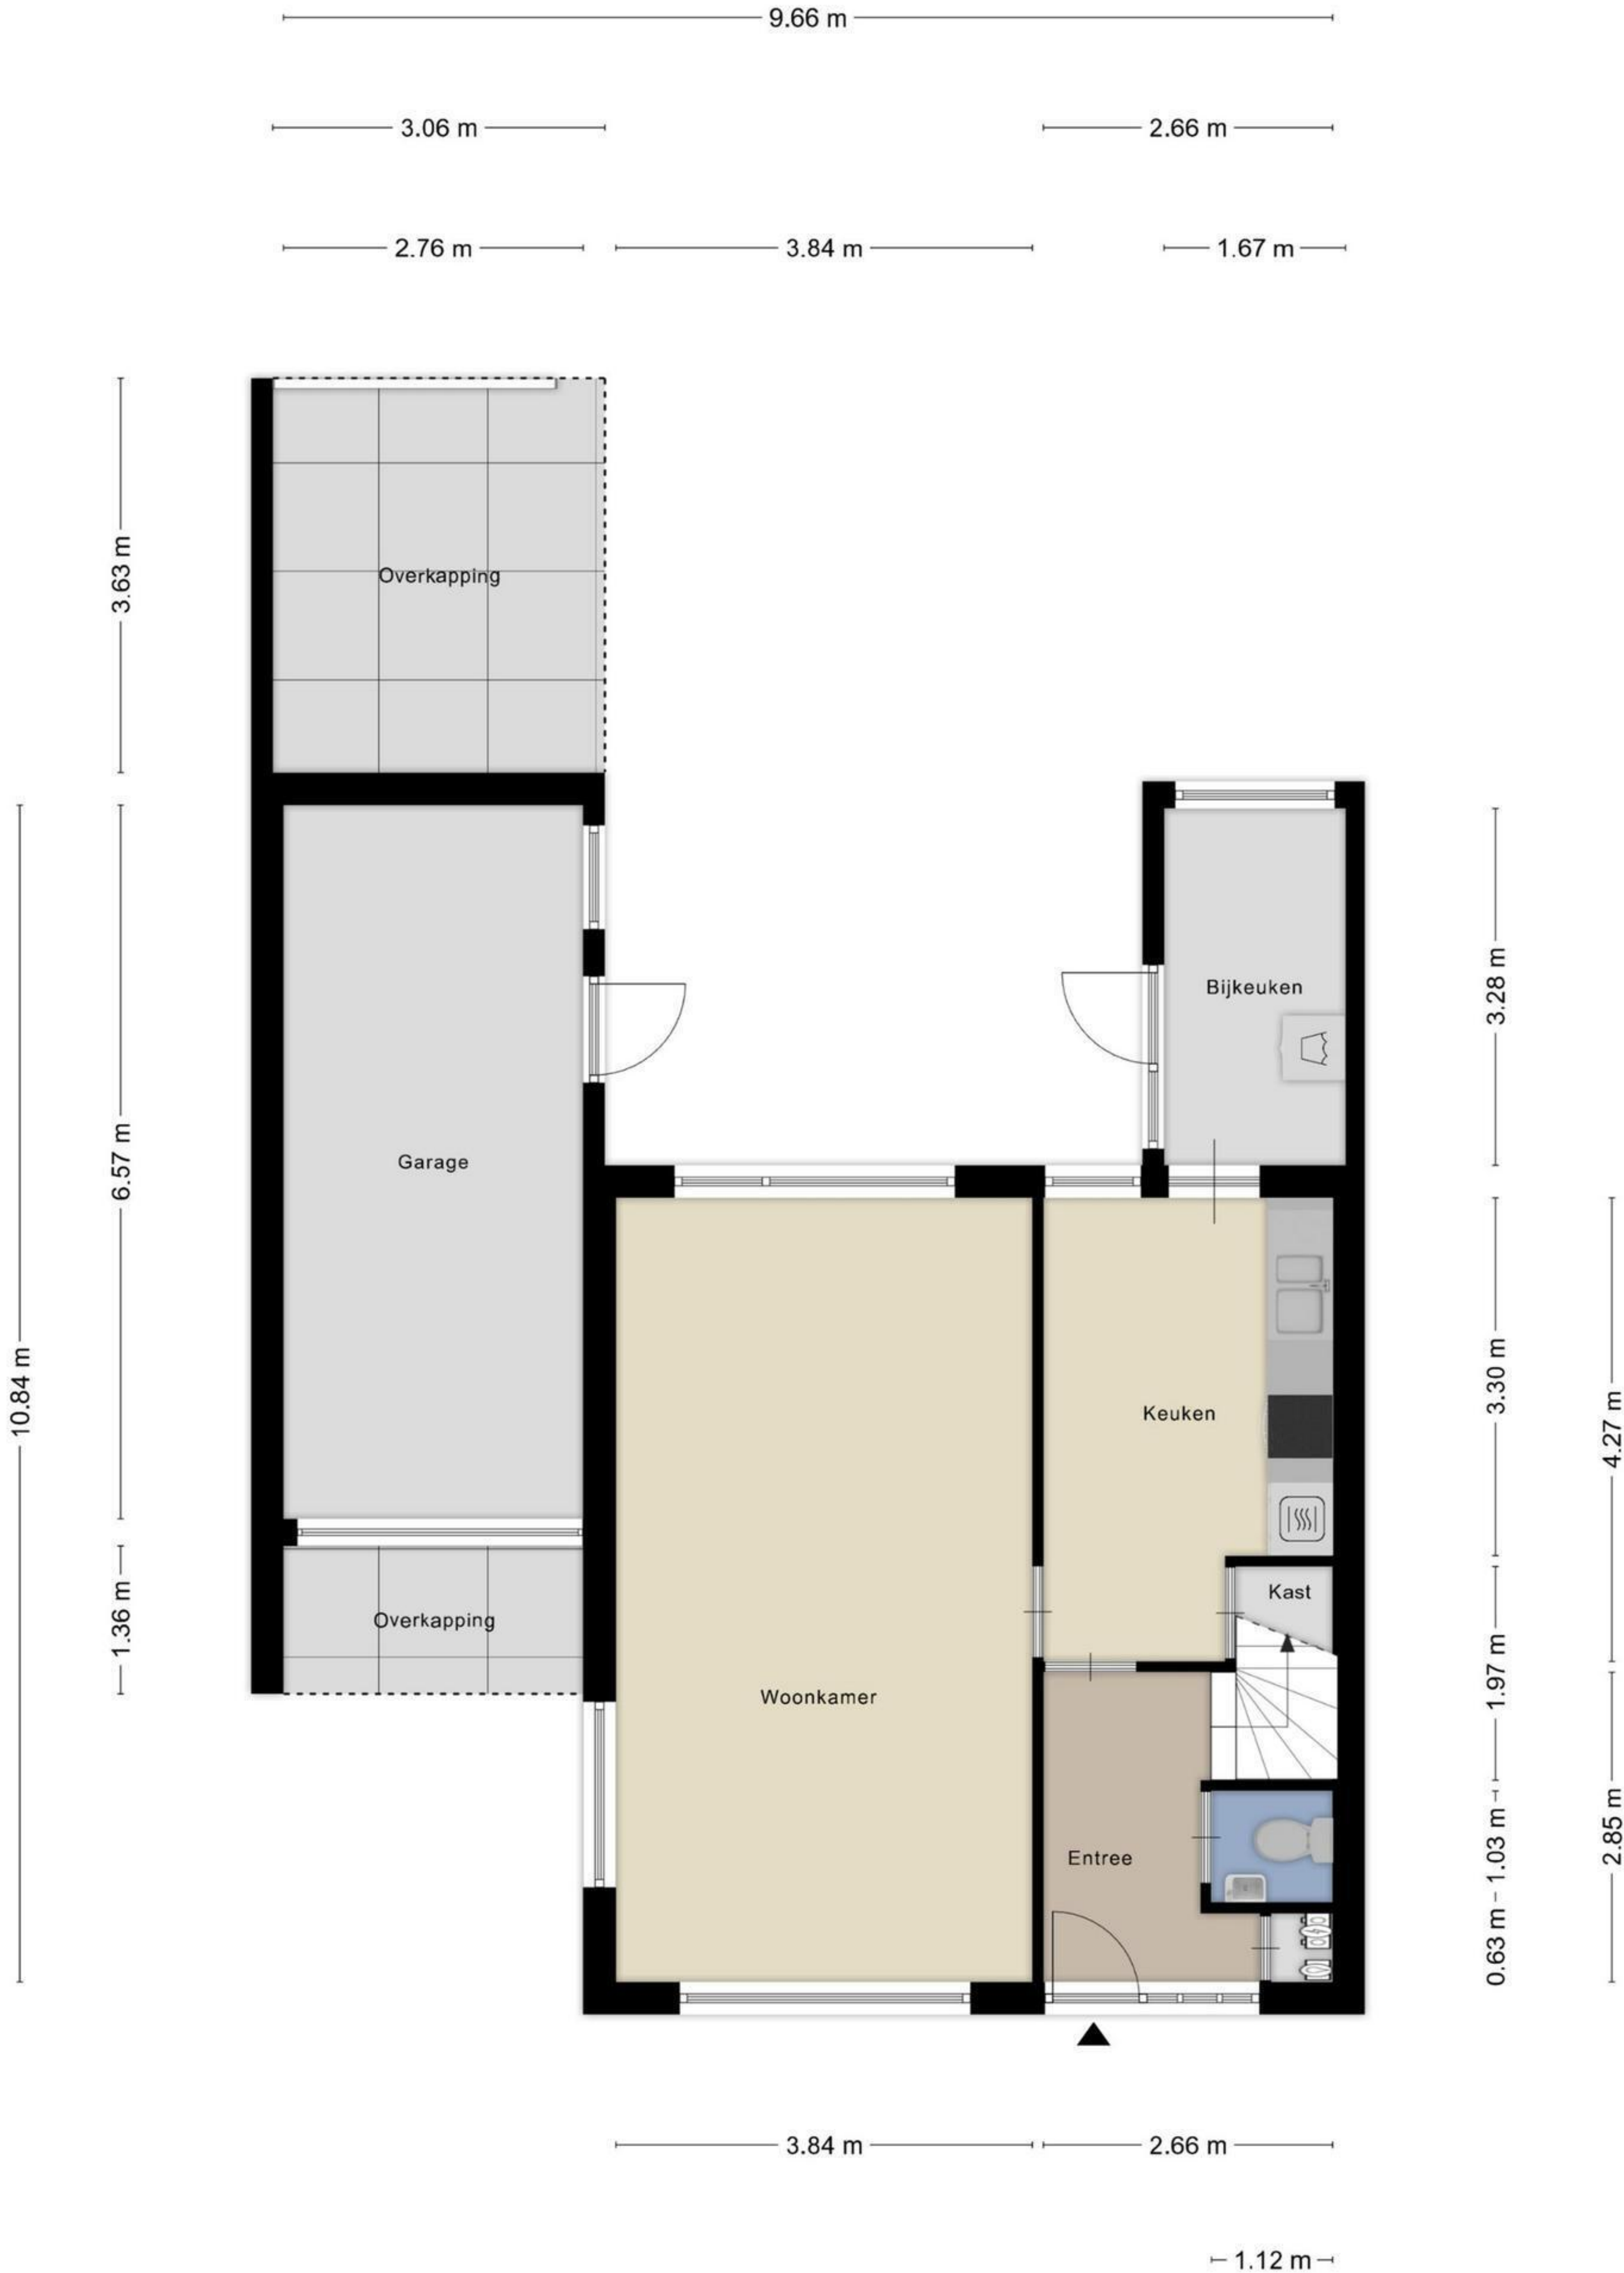 9.66 m
3.06 m
2.66 m
2.76 m
3.84 m
1.67 m
3.63 m
Overkapping
Bijkeuken
3.28 m
Garage
6.57 m
10.84 m
Keuken
3.30 m
4.27 m
Kast
Overkapping
1.36 m
1.97 m
Woonkamer
Entree
1.03 m
2.85 m
0.63 m
3.84 m
2.66 m
1.12 m